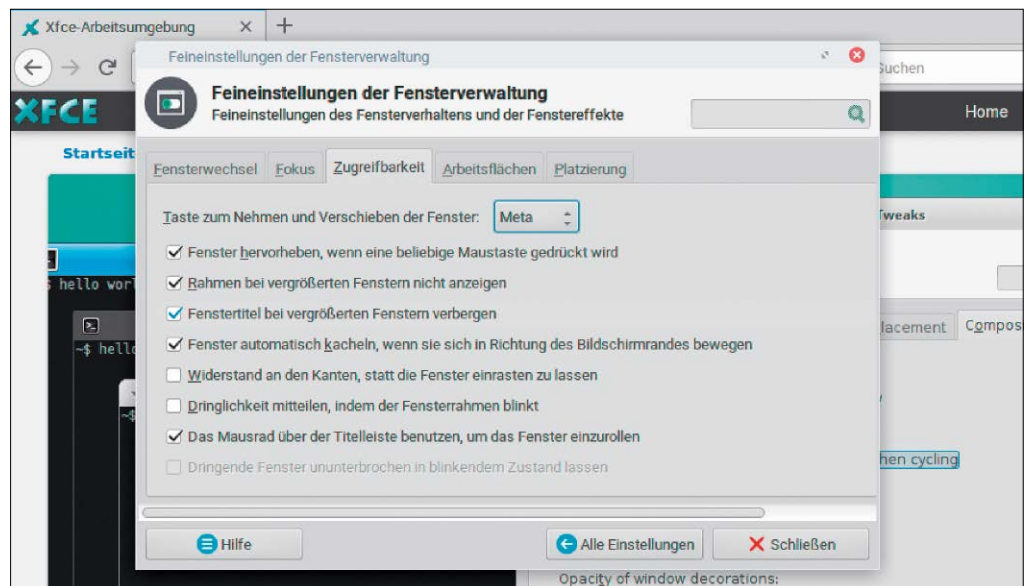 Xfce-Arbeitsumgebung
Suchen
XFCE
Home
Startseit
Feineinstellungen der Fensterverwaltung
Feineinstellungen der Fensterverwaltung
Feineinstellungen des Fensterverhaltens und der Fenstereffekte
Fensterwechsel Fokus Zugreifbarkeit Arbeitsflächen Platzierung
Taste zum Nehmen und Verschieben der Fenster: Meta
Fenster hervorheben, wenn eine beliebige Maustaste gedrückt wird
Rahmen bei vergrößerten Fenstern nicht anzeigen
Fenstertitel bei vergrößerten Fenstern verbergen
Fenster automatisch kacheln, wenn sie sich in Richtung des Bildschirmrandes bewegen
Widerstand an den Kanten, statt die Fenster einrasten zu lassen
Dringlichkeit mitteilen, indem der Fensterrahmen blinkt
Das Mausrad über der Titelleiste benutzen, um das Fenster einzurollen
Dringende Fenster ununterbrochen in blinkendem Zustand lassen
Hilfe Alle Einstellungen Schließen
$ hello worl
~$ hello
~$
Tweaks
lacement Compos
hen cycling
Opacity of window decorations: